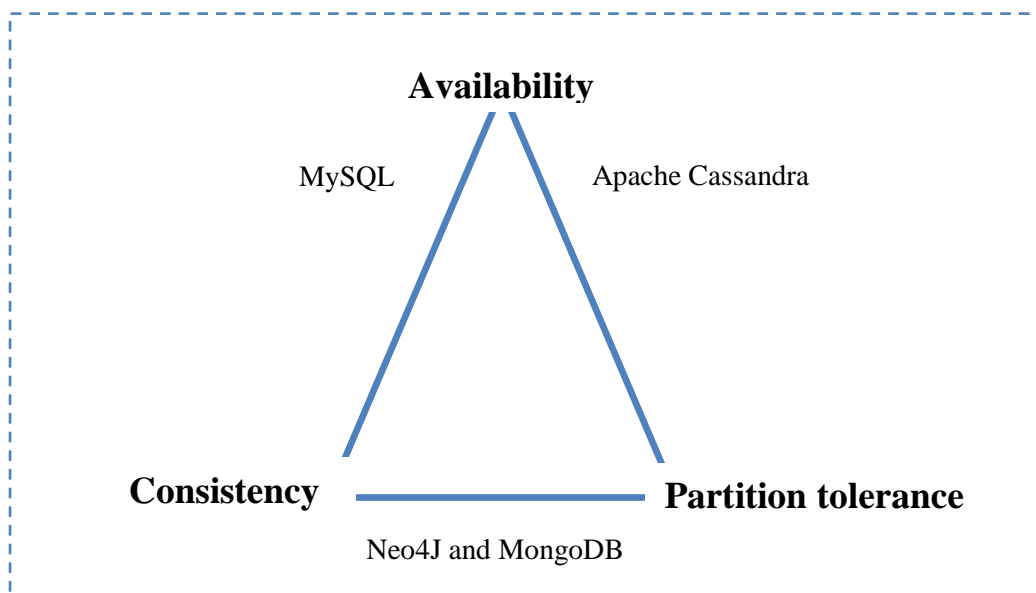 Availability
MySQL
Apache Cassandra
Consistency
Partition tolerance
Neo4J and MongoDB